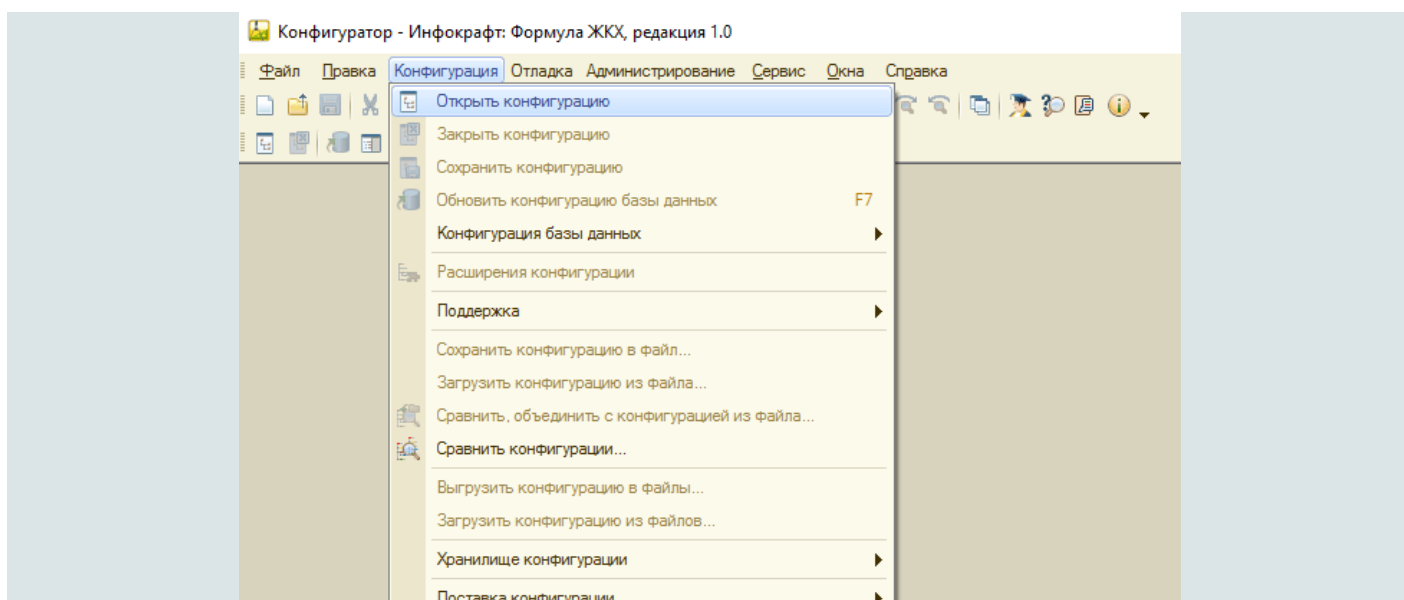 Конфигуратор - Инфокрафт: Формула ЖКХ, редакция 1.0
Файл Правка Конфигурация Отладка Администрирование Сервис Окна Справка
Открыть конфигурацию
Закрыть конфигурацию
Сохранить конфигурацию
Обновить конфигурацию базы данных F7
Конфигурация базы данных
Расширения конфигурации
Поддержка
Сохранить конфигурацию в файл...
Загрузить конфигурацию из файла...
Сравнить, объединить с конфигурацией из файла...
Сравнить конфигурации...
Выгрузить конфигурацию в файлы...
Загрузить конфигурацию из файлов...
Хранилище конфигурации
Поставка конфигурации